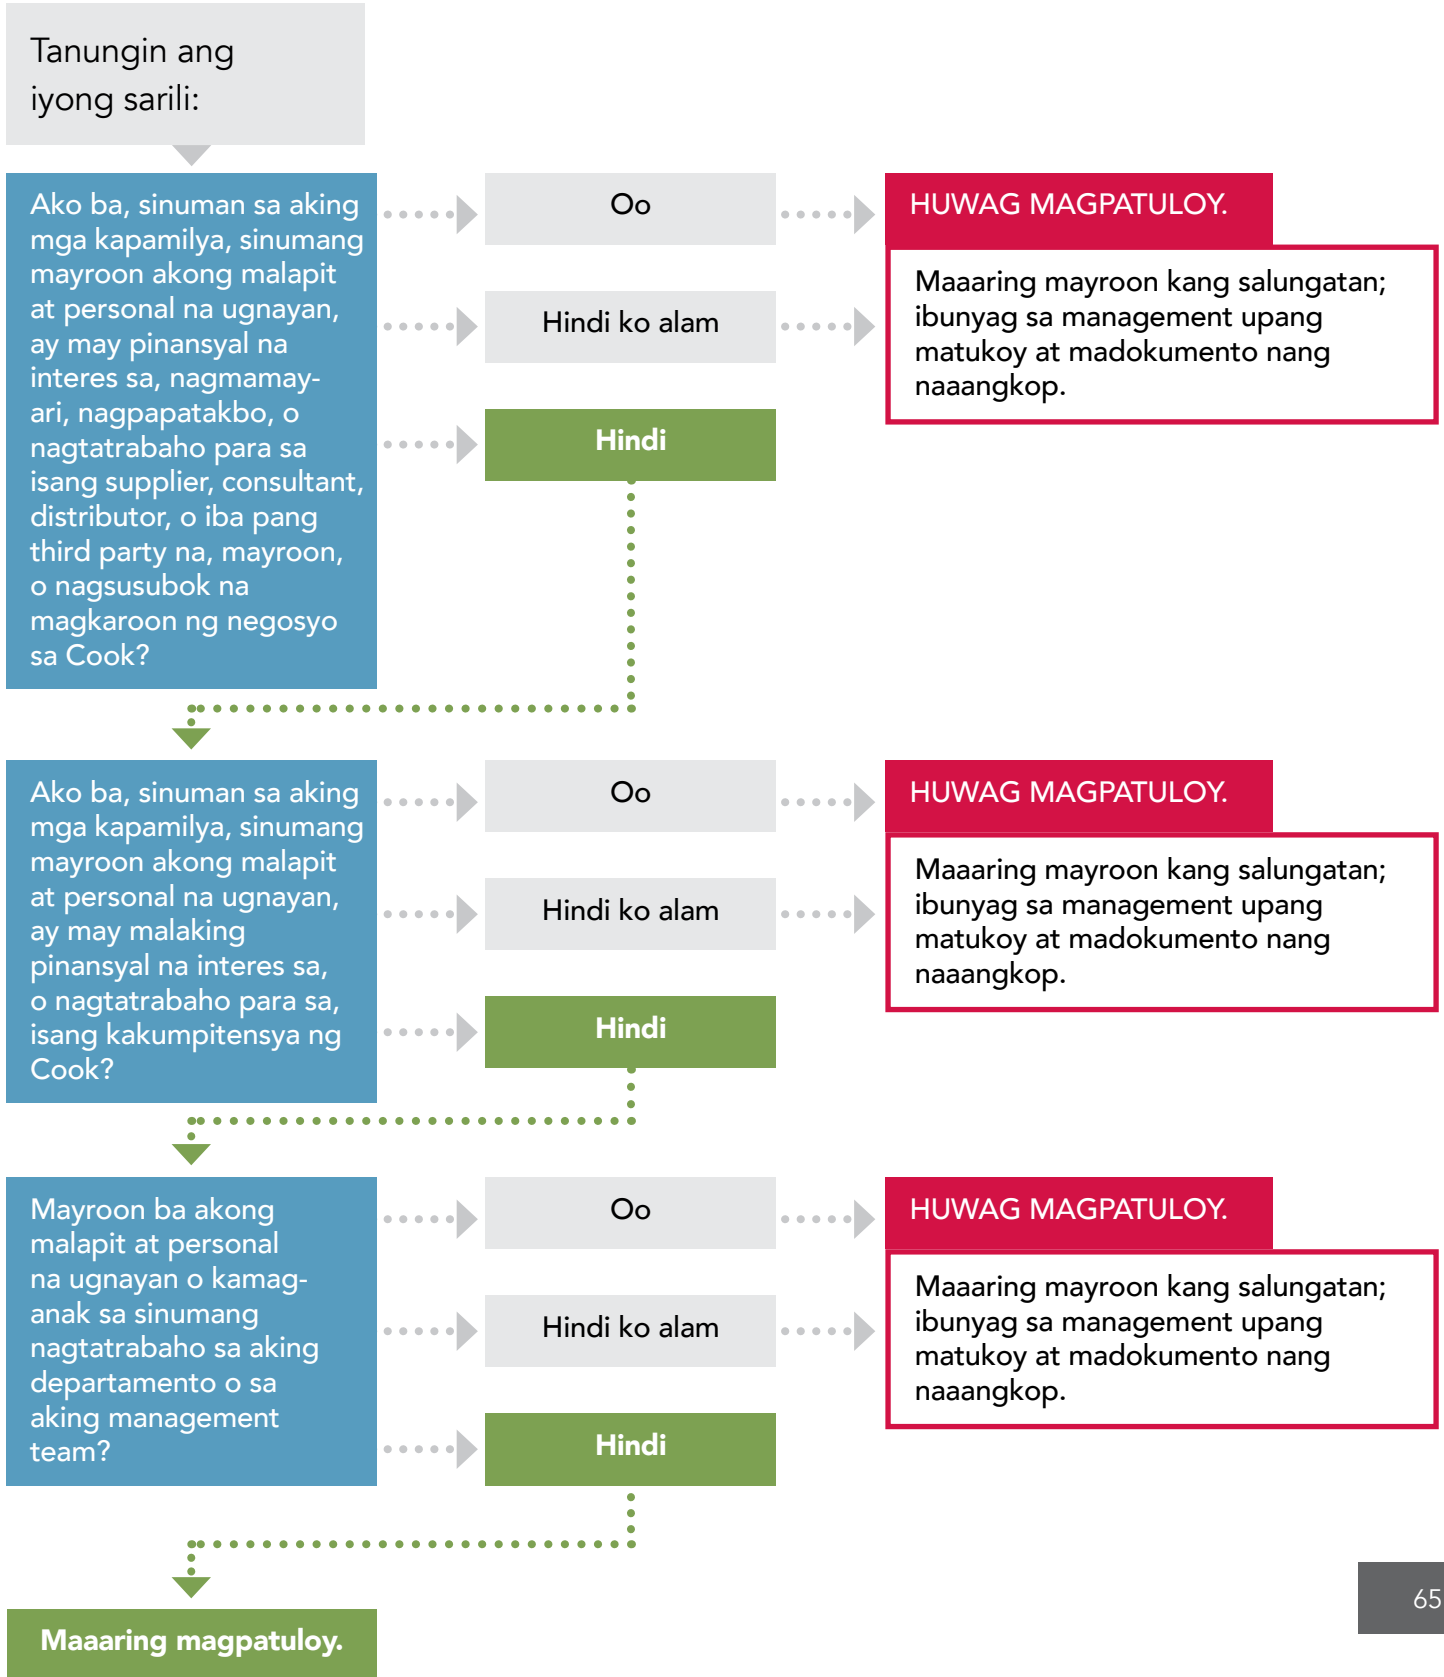 Tanungin ang
iyong sarili:
Ako ba, sinuman sa aking
mga kapamilya, sinumang
mayroon akong malapit
at personal na ugnayan,
ay may pinansyal na
interes sa, nagmamay-
ari, nagpapatakbo, o
nagtatrabaho para sa
isang supplier, consultant,
distributor, o iba pang
third party na, mayroon,
o nagsusubok na
magkaroon ng negosyo
sa Cook?
Oo
Hindi ko alam
Hindi
HUWAG MAGPATULOY.
Maaaring mayroon kang salungatan;
ibunyag sa management upang
matukoy at madokumento nang
naaangkop.
Ako ba, sinuman sa aking
mga kapamilya, sinumang
mayroon akong malapit
at personal na ugnayan,
ay may malaking
pinansyal na interes sa,
o nagtatrabaho para sa,
isang kakumpitensya ng
Cook?
Oo
Hindi ko alam
Hindi
HUWAG MAGPATULOY.
Maaaring mayroon kang salungatan;
ibunyag sa management upang
matukoy at madokumento nang
naaangkop.
Mayroon ba akong
malapit at personal
na ugnayan o kamag-
anak sa sinumang
nagtatrabaho sa aking
departamento o sa
aking management
team?
Oo
Hindi ko alam
Hindi
HUWAG MAGPATULOY.
Maaaring mayroon kang salungatan;
ibunyag sa management upang
matukoy at madokumento nang
naaangkop.
Maaaring magpatuloy.
65